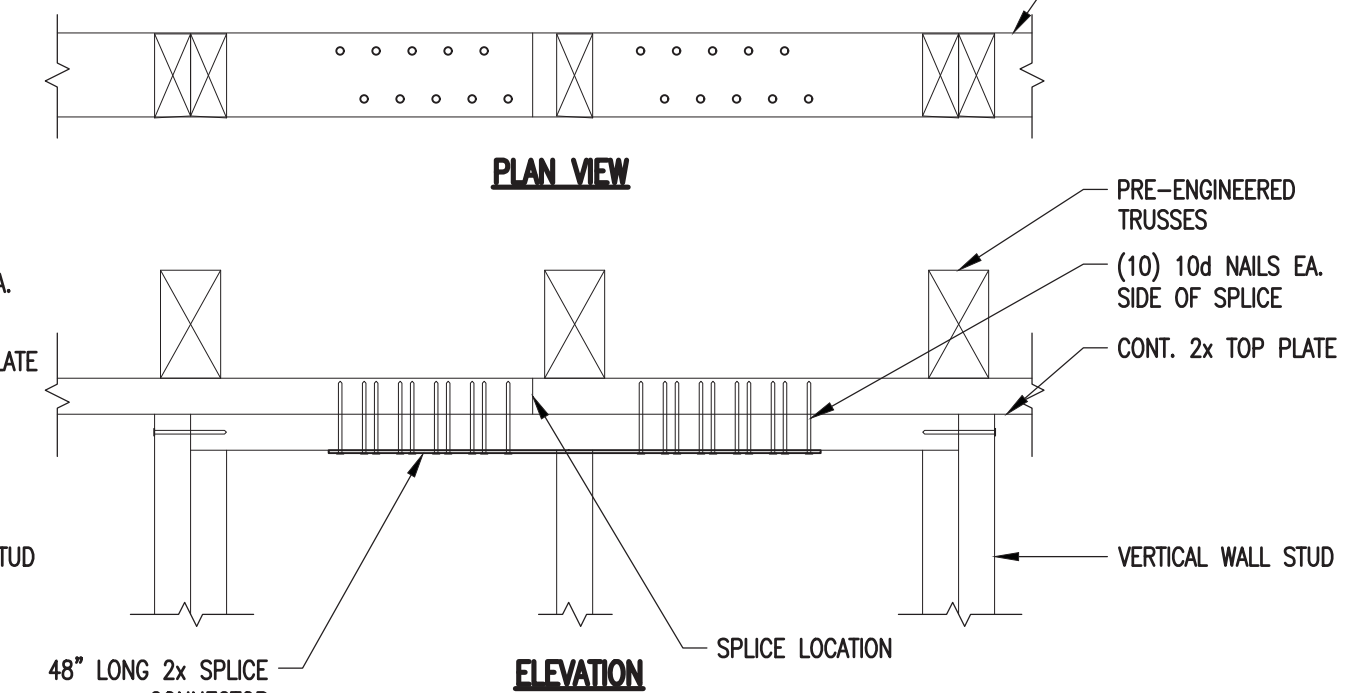 PLAN VIEW
PRE-ENGINEERED
TRUSSES
(10) 10d NAILS EA.
SIDE OF SPLICE
CONT. 2x TOP PLATE
VERTICAL WALL STUD
SPLICE LOCATION
48" LONG 2x SPLICE
ELEVATION